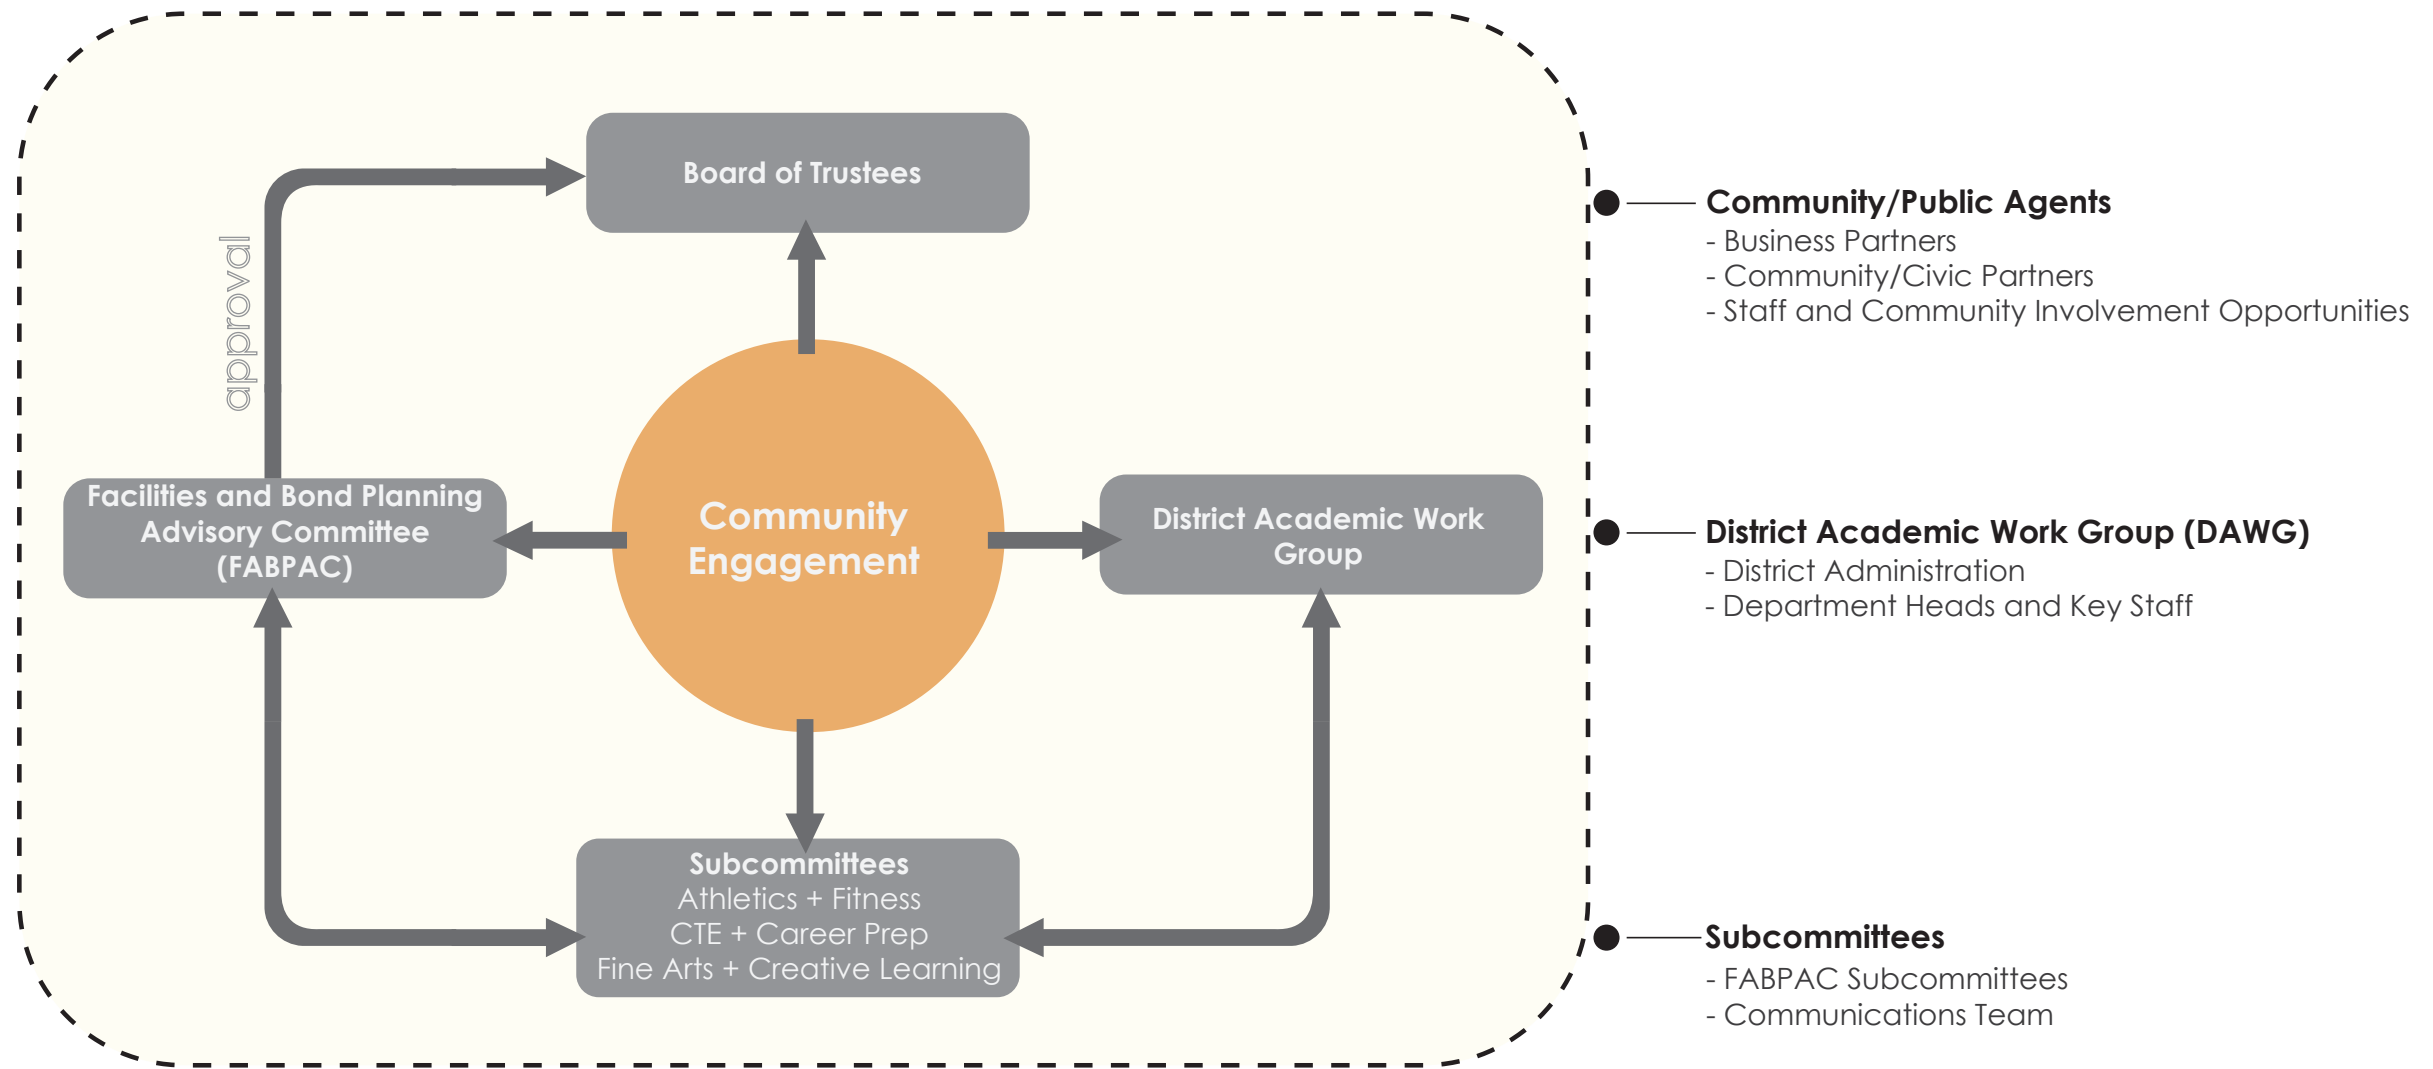 Board of Trustees
approval
Facilities and Bond Planning
Advisory Committee
(FABPAC)
Community
Engagement
District Academic Work
Group
Subcommittees
Athletics + Fitness
CTE + Career Prep
Fine Arts + Creative Learning
Community/Public Agents
- Business Partners
- Community/Civic Partners
- Staff and Community Involvement Opportunities
District Academic Work Group (DAWG)
- District Administration
- Department Heads and Key Staff
Subcommittees
- FABPAC Subcommittees
- Communications Team